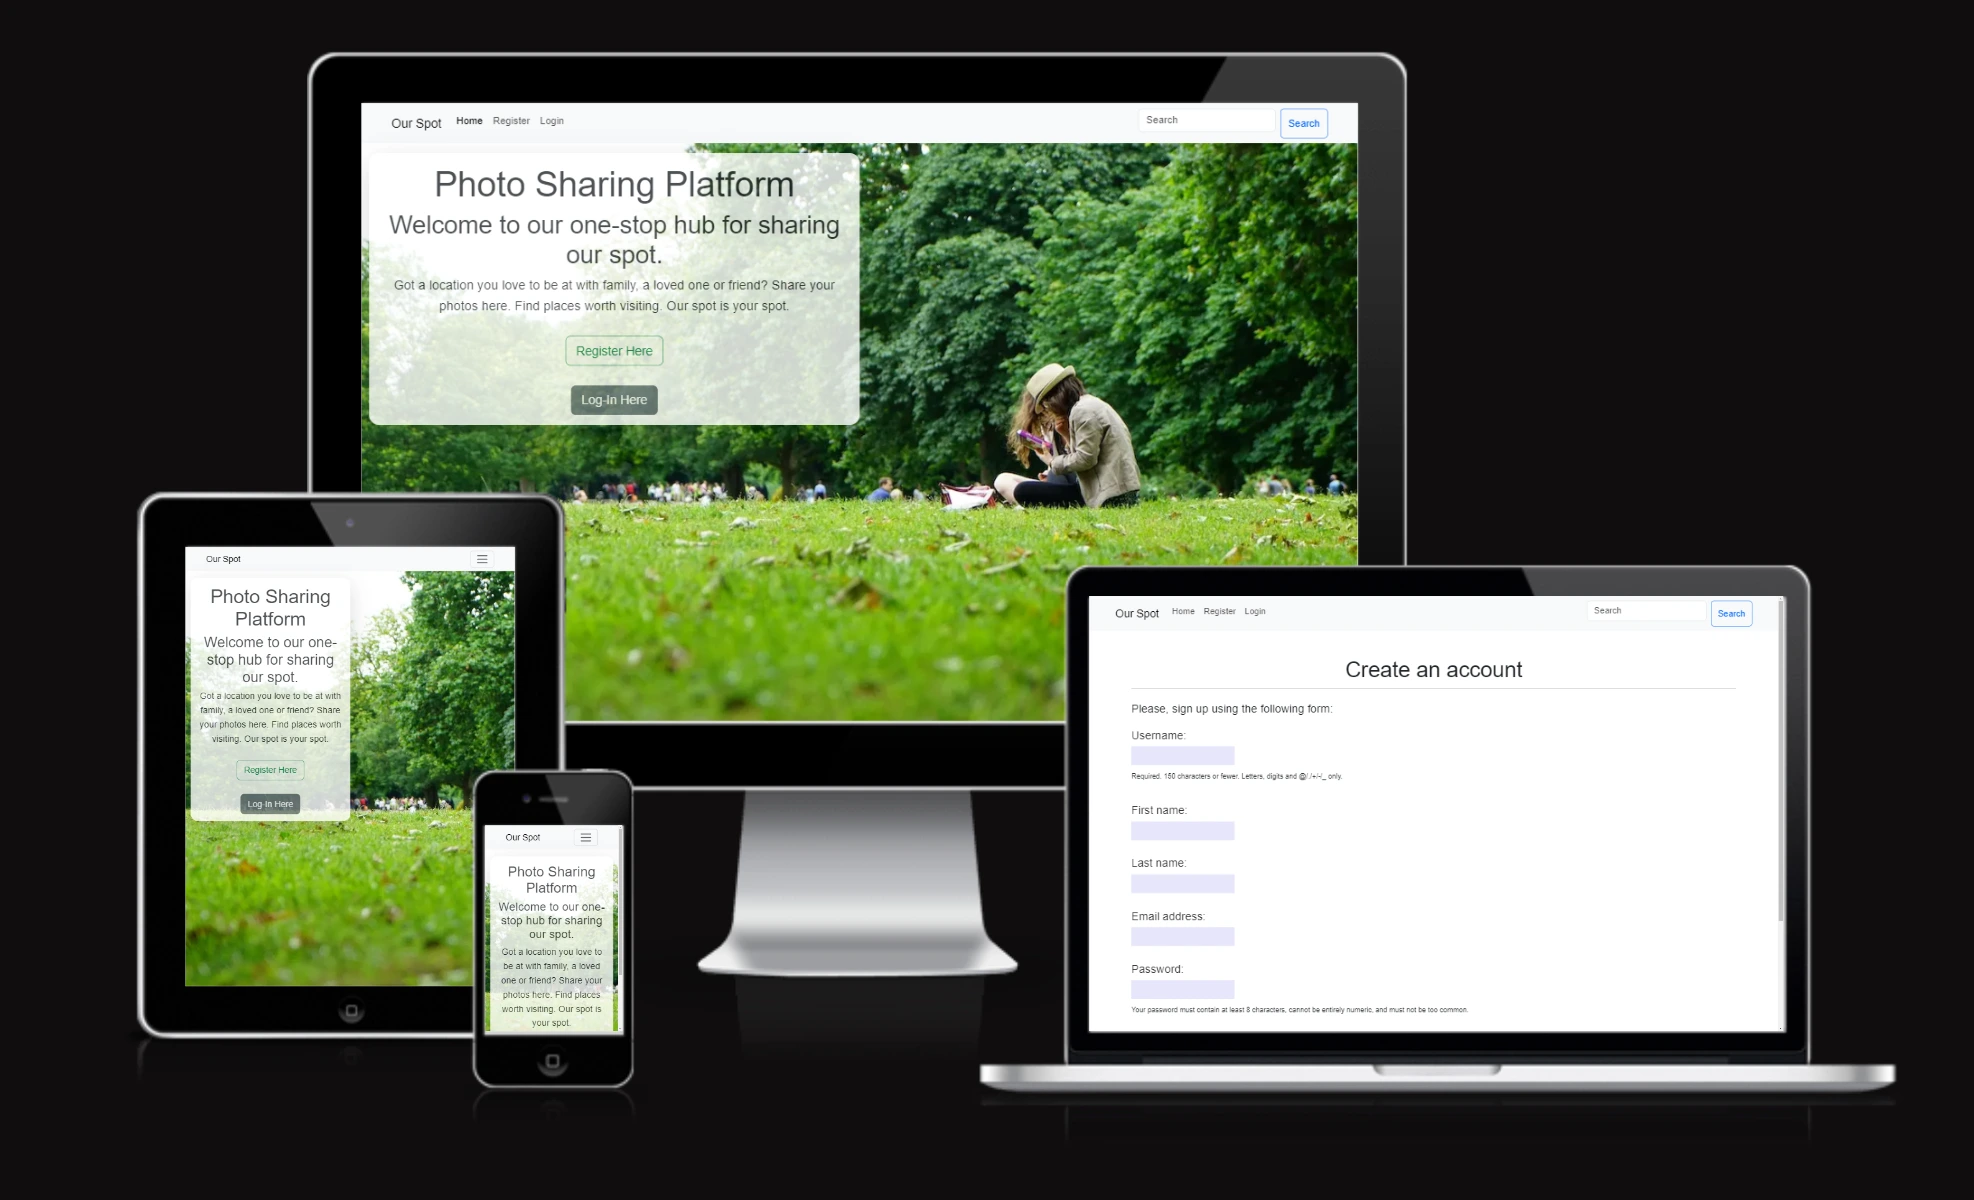 Our Spot Home Register Login Search Search
Photo Sharing Platform
Welcome to our one-stop hub for sharing
our spot.
Got a location you love to be at with family, a loved one or friend? Share your
photos here. Find places worth visiting. Our spot is your spot.
Register Here
Log-In Here
Our Spot
Photo Sharing
Platform
Welcome to our one-
stop hub for sharing
our spot.
Got a location you love to be at with
family, a loved one or friend? Share
your photos here. Find places worth
visiting. Our spot is your spot.
Register Here
Log-In Here
Our Spot
Photo Sharing
Platform
Welcome to our one-
stop hub for sharing
our spot.
Got a location you love to
be at with family, a loved
one or friend? Share your
photos here. Find places
worth visiting. Our spot is
your spot.
Our Spot Home Register Login Search Search
Create an account
Please, sign up using the following form:
Username:
Required. 150 characters or fewer. Letters, digits and @/./+/-/_ only.
First name:
Last name:
Email address:
Password:
Your password must contain at least 8 characters, cannot be entirely numeric, and must not be too common.